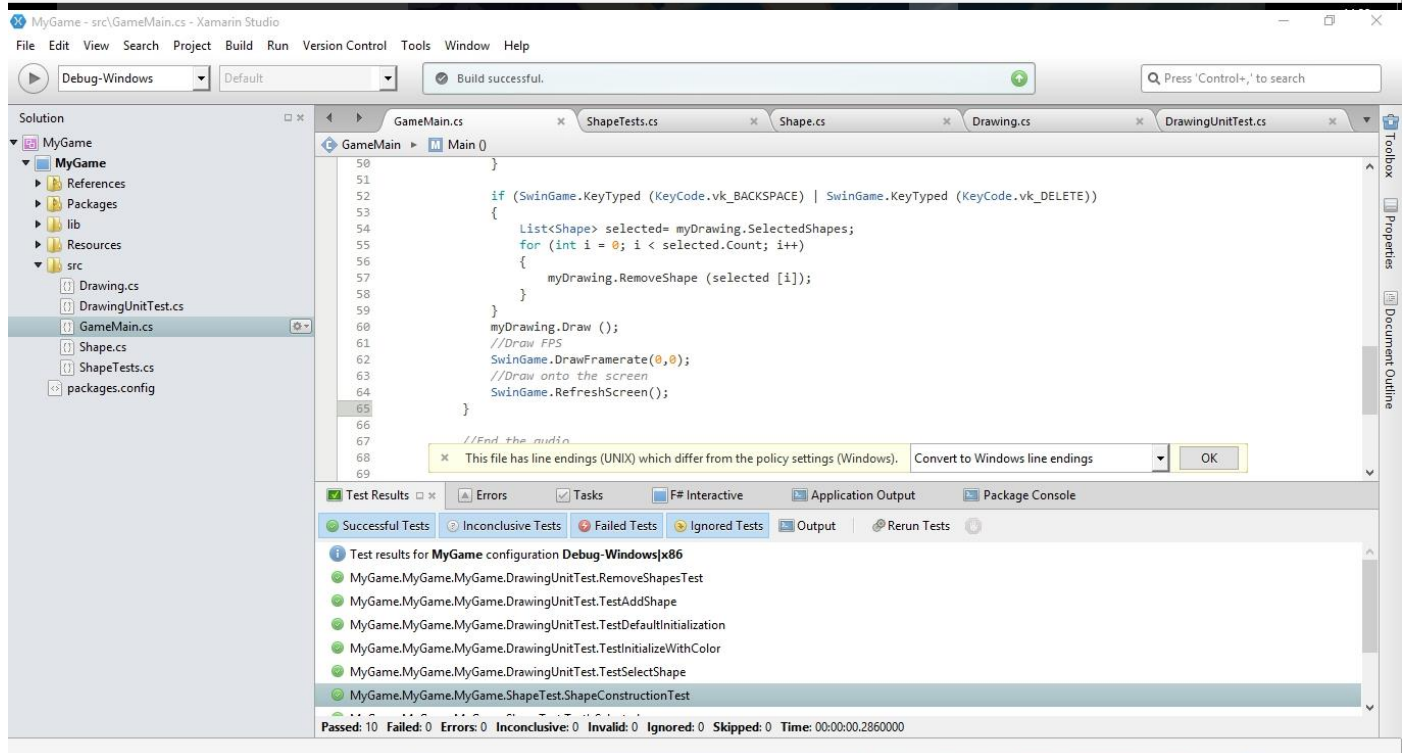 MyGame - src\GameMain.cs - Xamarin Studio
File Edit View Search Project Build Run Version Control Tools Window Help
Debug-Windows Default Build successful. Press 'Control+,' to search
Solution
MyGame
MyGame
References
Packages
lib
Resources
src
Drawing.cs
DrawingUnitTest.cs
GameMain.cs
Shape.cs
ShapeTests.cs
packages.config
GameMain.cs ShapeTests.cs Shape.cs Drawing.cs DrawingUnitTest.cs
GameMain M Main ()
50 }
51
52 if (SwinGame.KeyTyped (KeyCode.vk_BACKSPACE) | SwinGame.KeyTyped (KeyCode.vk_DELETE))
53 {
54 List<Shape> selected= myDrawing.SelectedShapes;
55 for (int i = 0; i < selected.Count; i++)
56 {
57 myDrawing.RemoveShape (selected [i]);
58 }
59 }
60 myDrawing.Draw ();
61 //Draw FPS
62 SwinGame.DrawFramerate(0,0);
63 //Draw onto the screen
64 SwinGame.RefreshScreen();
65 }
66
67 //End the audio
68
69
This file has line endings (UNIX) which differ from the policy settings (Windows). Convert to Windows line endings OK
Test Results Errors Tasks F# Interactive Application Output Package Console
Successful Tests Inconclusive Tests Failed Tests Ignored Tests Output Rerun Tests
Test results for MyGame configuration Debug-Windows|x86
MyGame.MyGame.MyGame.DrawingUnitTest.RemoveShapesTest
MyGame.MyGame.MyGame.DrawingUnitTest.TestAddShape
MyGame.MyGame.MyGame.DrawingUnitTest.TestDefaultInitialization
MyGame.MyGame.MyGame.DrawingUnitTest.TestInitializeWithColor
MyGame.MyGame.MyGame.DrawingUnitTest.TestSelectShape
MyGame.MyGame.MyGame.ShapeTest.ShapeConstructionTest
Passed: 10 Failed: 0 Errors: 0 Inconclusive: 0 Invalid: 0 Ignored: 0 Skipped: 0 Time: 00:00:00.2860000
Toolbox
Properties
Document Outline